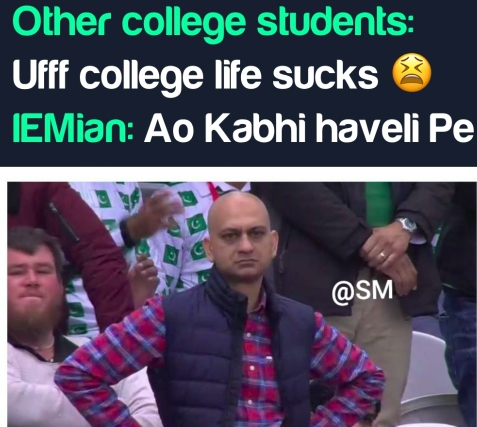 Other college students:
Ufff college life sucks 😫
IEMian: Ao Kabhi haveli Pe
@SM